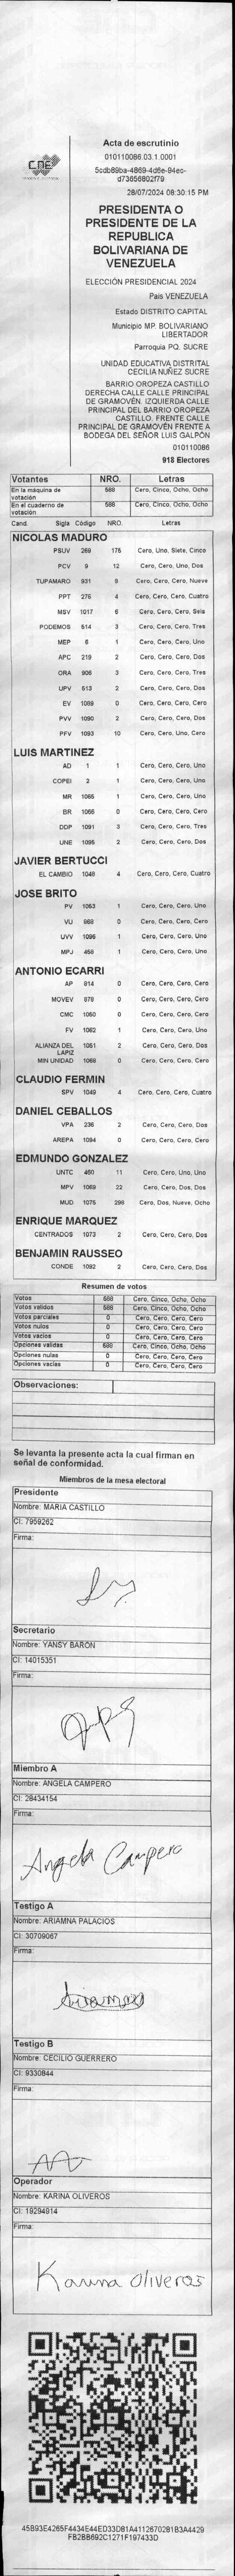 CNE
Acta de escrutinio
010110086.03.1.0001
5cdb89ba-4869-4d5e-94ec-
d73656802f79
28/07/2024 08:30:15 PM
PRESIDENTA O
PRESIDENTE DE LA
REPUBLICA
BOLIVARIANA DE
VENEZUELA
ELECCIÓN PRESIDENCIAL 2024
País VENEZUELA
Estado DISTRITO CAPITAL
Municipio MP. BOLIVARIANO
LIBERTADOR
Parroquia PQ. SUCRE
UNIDAD EDUCATIVA DISTRITAL
CECILIA NUÑEZ SUCRE
BARRIO OROPEZA CASTILLO
DERECHA CALLE CALLE PRINCIPAL
DE GRAMOVÉN. IZQUIERDA CALLE
PRINCIPAL DEL BARRIO OROPEZA
CASTILLO. FRENTE CALLE
PRINCIPAL DE GRAMOVÉN FRENTE A
BODEGA DEL SEÑOR LUIS GALPÓN
010110086
918 Electores
Votantes NRO. Letras
En la máquina de votación 588 Cero, Cinco, Ocho, Ocho
En el cuaderno de votación 588 Cero, Cinco, Ocho, Ocho
Cand. Sigla Código NRO. Letras
NICOLAS MADURO
PSUV 269 175 Cero, Uno, Siete, Cinco
PCV 9 12 Cero, Cero, Uno, Dos
TUPAMARO 931 9 Cero, Cero, Cero, Nueve
PPT 276 4 Cero, Cero, Cero, Cuatro
MSV 1017 6 Cero, Cero, Cero, Seis
PODEMOS 514 3 Cero, Cero, Cero, Tres
MEP 6 1 Cero, Cero, Cero, Uno
APC 219 2 Cero, Cero, Cero, Dos
ORA 906 3 Cero, Cero, Cero, Tres
UPV 513 2 Cero, Cero, Cero, Dos
EV 1089 0 Cero, Cero, Cero, Cero
PVV 1090 2 Cero, Cero, Cero, Dos
PFV 1093 10 Cero, Cero, Uno, Cero
LUIS MARTINEZ
AD 1 1 Cero, Cero, Cero, Uno
COPEI 2 1 Cero, Cero, Cero, Uno
MR 1065 1 Cero, Cero, Cero, Uno
BR 1066 0 Cero, Cero, Cero, Cero
DDP 1091 3 Cero, Cero, Cero, Tres
UNE 1095 2 Cero, Cero, Cero, Dos
JAVIER BERTUCCI
EL CAMBIO 1048 4 Cero, Cero, Cero, Cuatro
JOSE BRITO
PV 1053 1 Cero, Cero, Cero, Uno
VU 969 0 Cero, Cero, Cero, Cero
UVV 1096 1 Cero, Cero, Cero, Uno
MPJ 458 1 Cero, Cero, Cero, Uno
ANTONIO ECARRI
AP 814 0 Cero, Cero, Cero, Cero
MOVEV 879 0 Cero, Cero, Cero, Cero
CMC 1050 0 Cero, Cero, Cero, Cero
FV 1062 1 Cero, Cero, Cero, Uno
ALIANZA DEL LAPIZ 1051 2 Cero, Cero, Cero, Dos
MIN UNIDAD 1068 0 Cero, Cero, Cero, Cero
CLAUDIO FERMIN
SPV 1049 4 Cero, Cero, Cero, Cuatro
DANIEL CEBALLOS
VPA 236 2 Cero, Cero, Cero, Dos
AREPA 1094 0 Cero, Cero, Cero, Cero
EDMUNDO GONZALEZ
UNTC 460 11 Cero, Cero, Uno, Uno
MPV 1069 22 Cero, Cero, Dos, Dos
MUD 1075 298 Cero, Dos, Nueve, Ocho
ENRIQUE MARQUEZ
CENTRADOS 1073 2 Cero, Cero, Cero, Dos
BENJAMIN RAUSSEO
CONDE 1092 2 Cero, Cero, Cero, Dos
Resumen de votos
Votos 588 Cero, Cinco, Ocho, Ocho
Votos validos 588 Cero, Cinco, Ocho, Ocho
Votos parciales 0 Cero, Cero, Cero, Cero
Votos nulos 0 Cero, Cero, Cero, Cero
Votos vacios 0 Cero, Cero, Cero, Cero
Opciones validas 588 Cero, Cinco, Ocho, Ocho
Opciones nulas 0 Cero, Cero, Cero, Cero
Opciones vacias 0 Cero, Cero, Cero, Cero
Observaciones:
Se levanta la presente acta la cual firman en
señal de conformidad.
Miembros de la mesa electoral
Presidente
Nombre: MARIA CASTILLO
CI: 7959262
Firma:
Secretario
Nombre: YANSY BARON
CI: 14015351
Firma:
Miembro A
Nombre: ANGELA CAMPERO
CI: 28434154
Firma:
Angela Campero
Testigo A
Nombre: ARIAMNA PALACIOS
CI: 30709067
Firma:
Testigo B
Nombre: CECILIO GUERRERO
CI: 9330844
Firma:
Operador
Nombre: KARINA OLIVEROS
CI: 19294914
Firma:
Karina Oliveros
45B93E4265F4434E44ED33D81A4112670281B3A4429
FB2BB692C1271F197433D